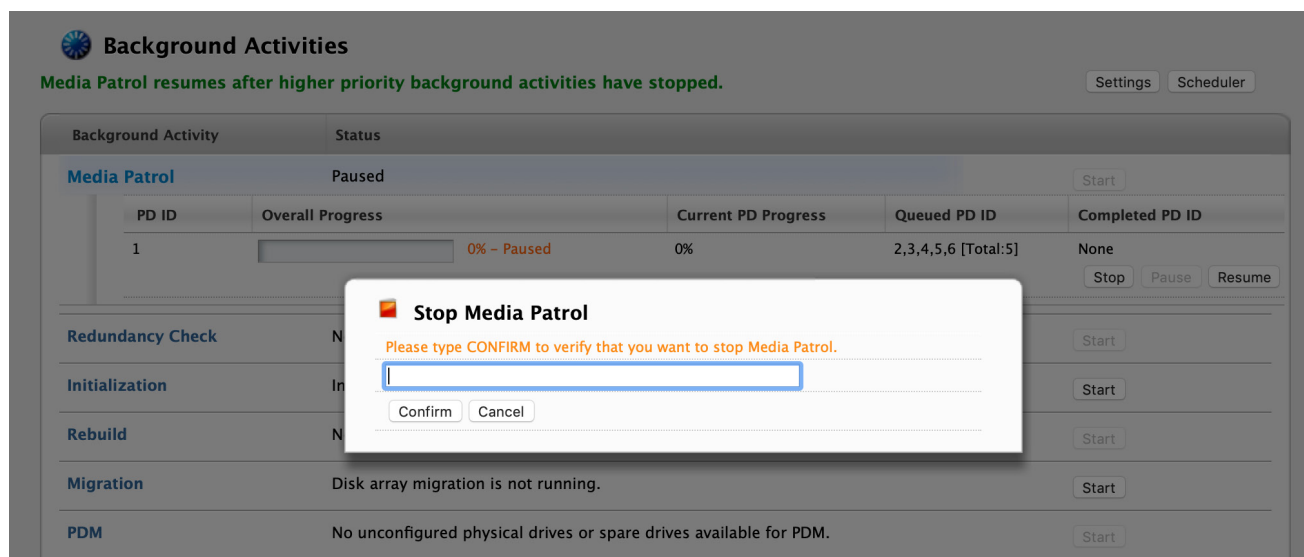 Background Activities
Media Patrol resumes after higher priority background activities have stopped.
Settings Scheduler
Background Activity Status
Media Patrol Paused Start
PD ID Overall Progress Current PD Progress Queued PD ID Completed PD ID
1 0% - Paused 0% 2,3,4,5,6 [Total:5] None
Stop Pause Resume
Stop Media Patrol
Please type CONFIRM to verify that you want to stop Media Patrol.
Confirm Cancel
Redundancy Check N Start
Initialization In Start
Rebuild N Start
Migration Disk array migration is not running. Start
PDM No unconfigured physical drives or spare drives available for PDM. Start